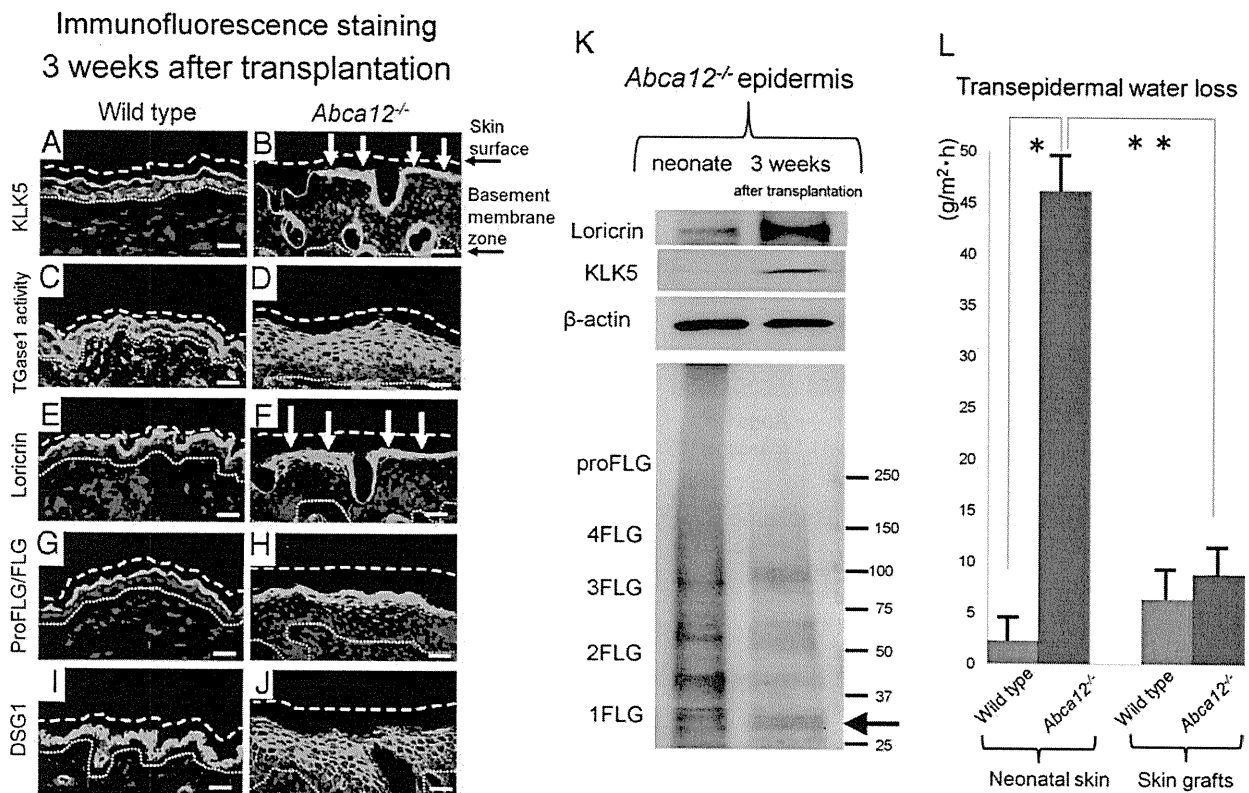 Immunofluorescence staining
3 weeks after transplantation
Wild type
Abca12-/-
A
B
Skin surface
Basement membrane zone
KLK5
C
D
TGase1 activity
E
F
Loricrin
G
H
ProFLG/FLG
I
J
DSG1
K
Abca12-/- epidermis
neonate
3 weeks
after transplantation
Loricrin
KLK5
β-actin
proFLG
4FLG
3FLG
2FLG
1FLG
250
150
100
75
50
37
25
L
Transepidermal water loss
(g/m²·h)
50
45
40
35
30
25
20
15
10
5
0
*
* *
Wild type
Abca12-/-
Wild type
Abca12-/-
Neonatal skin
Skin grafts